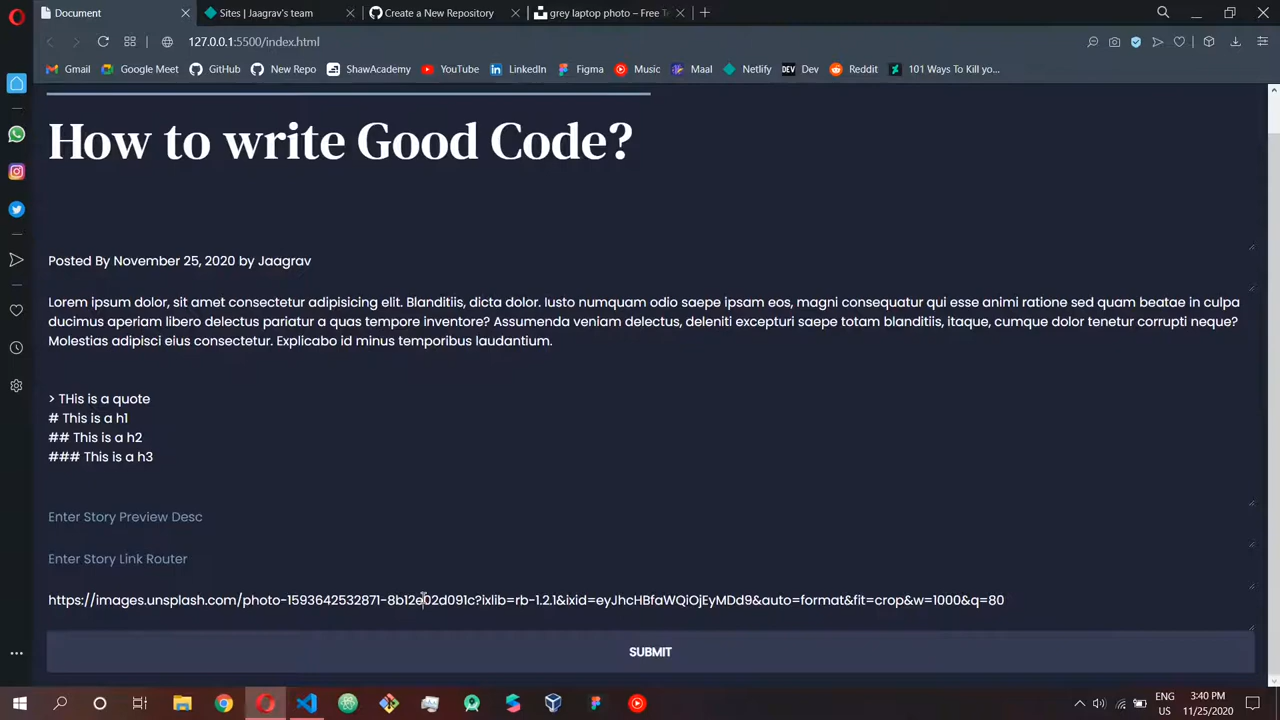 Document
Sites | Jaagrav's team
Create a New Repository
grey laptop photo – Free Te
127.0.0.1:5500/index.html
Gmail
Google Meet
GitHub
New Repo
ShawAcademy
YouTube
LinkedIn
Figma
Music
Maal
Netlify
DEV Dev
Reddit
101 Ways To Kill yo...
How to write Good Code?
Posted By November 25, 2020 by Jaagrav
Lorem ipsum dolor, sit amet consectetur adipisicing elit. Blanditiis, dicta dolor. Iusto numquam odio saepe ipsam eos, magni consequatur qui esse animi ratione sed quam beatae in culpa
ducimus aperiam libero delectus pariatur a quas tempore inventore? Assumenda veniam delectus, deleniti excepturi saepe totam blanditiis, itaque, cumque dolor tenetur corrupti neque?
Molestias adipisci eius consectetur. Explicabo id minus temporibus laudantium.
> THis is a quote
# This is a h1
## This is a h2
### This is a h3
Enter Story Preview Desc
Enter Story Link Router
https://images.unsplash.com/photo-1593642532871-8b12e02d091c?ixlib=rb-1.2.1&ixid=eyJhcHBfaWQiOjEyMDd9&auto=format&fit=crop&w=1000&q=80
SUBMIT
ENG
US
3:40 PM
11/25/2020